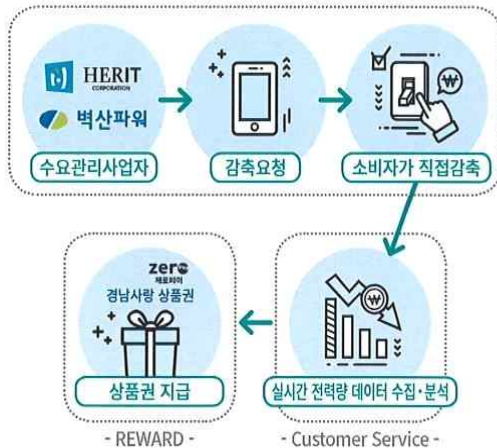 HERIT
CORPORATION
벽산파워
수요관리사업자
감축요청
소비자가 직접감축
zero
제로페이
경남사랑 상품권
상품권 지급
실시간 전력량 데이터 수집·분석
- REWARD -
- Customer Service -